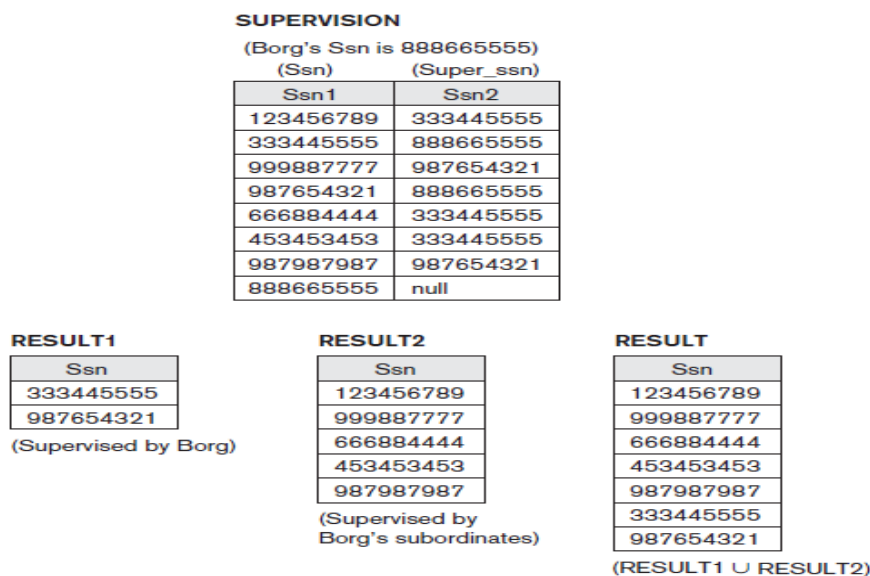 SUPERVISION
(Borg's Ssn is 888665555)
(Ssn) (Super_ssn)
Ssn1 Ssn2
123456789 333445555
333445555 888665555
999887777 987654321
987654321 888665555
666884444 333445555
453453453 333445555
987987987 987654321
888665555 null
RESULT1
Ssn
333445555
987654321
(Supervised by Borg)
RESULT2
Ssn
123456789
999887777
666884444
453453453
987987987
(Supervised by
Borg's subordinates)
RESULT
Ssn
123456789
999887777
666884444
453453453
987987987
333445555
987654321
(RESULT1 ∪ RESULT2)